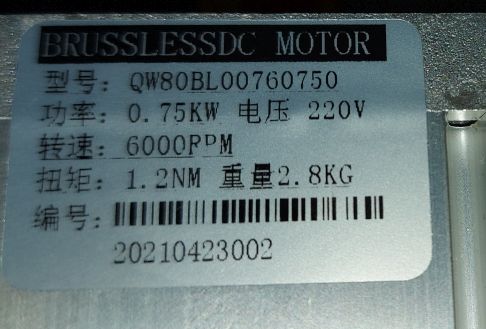 BRUSSLESSDC MOTOR
型号: QW80BL00760750
功率: 0.75KW 电压 220V
转速: 6000RPM
扭矩: 1.2NM 重量2.8KG
编号:
20210423002